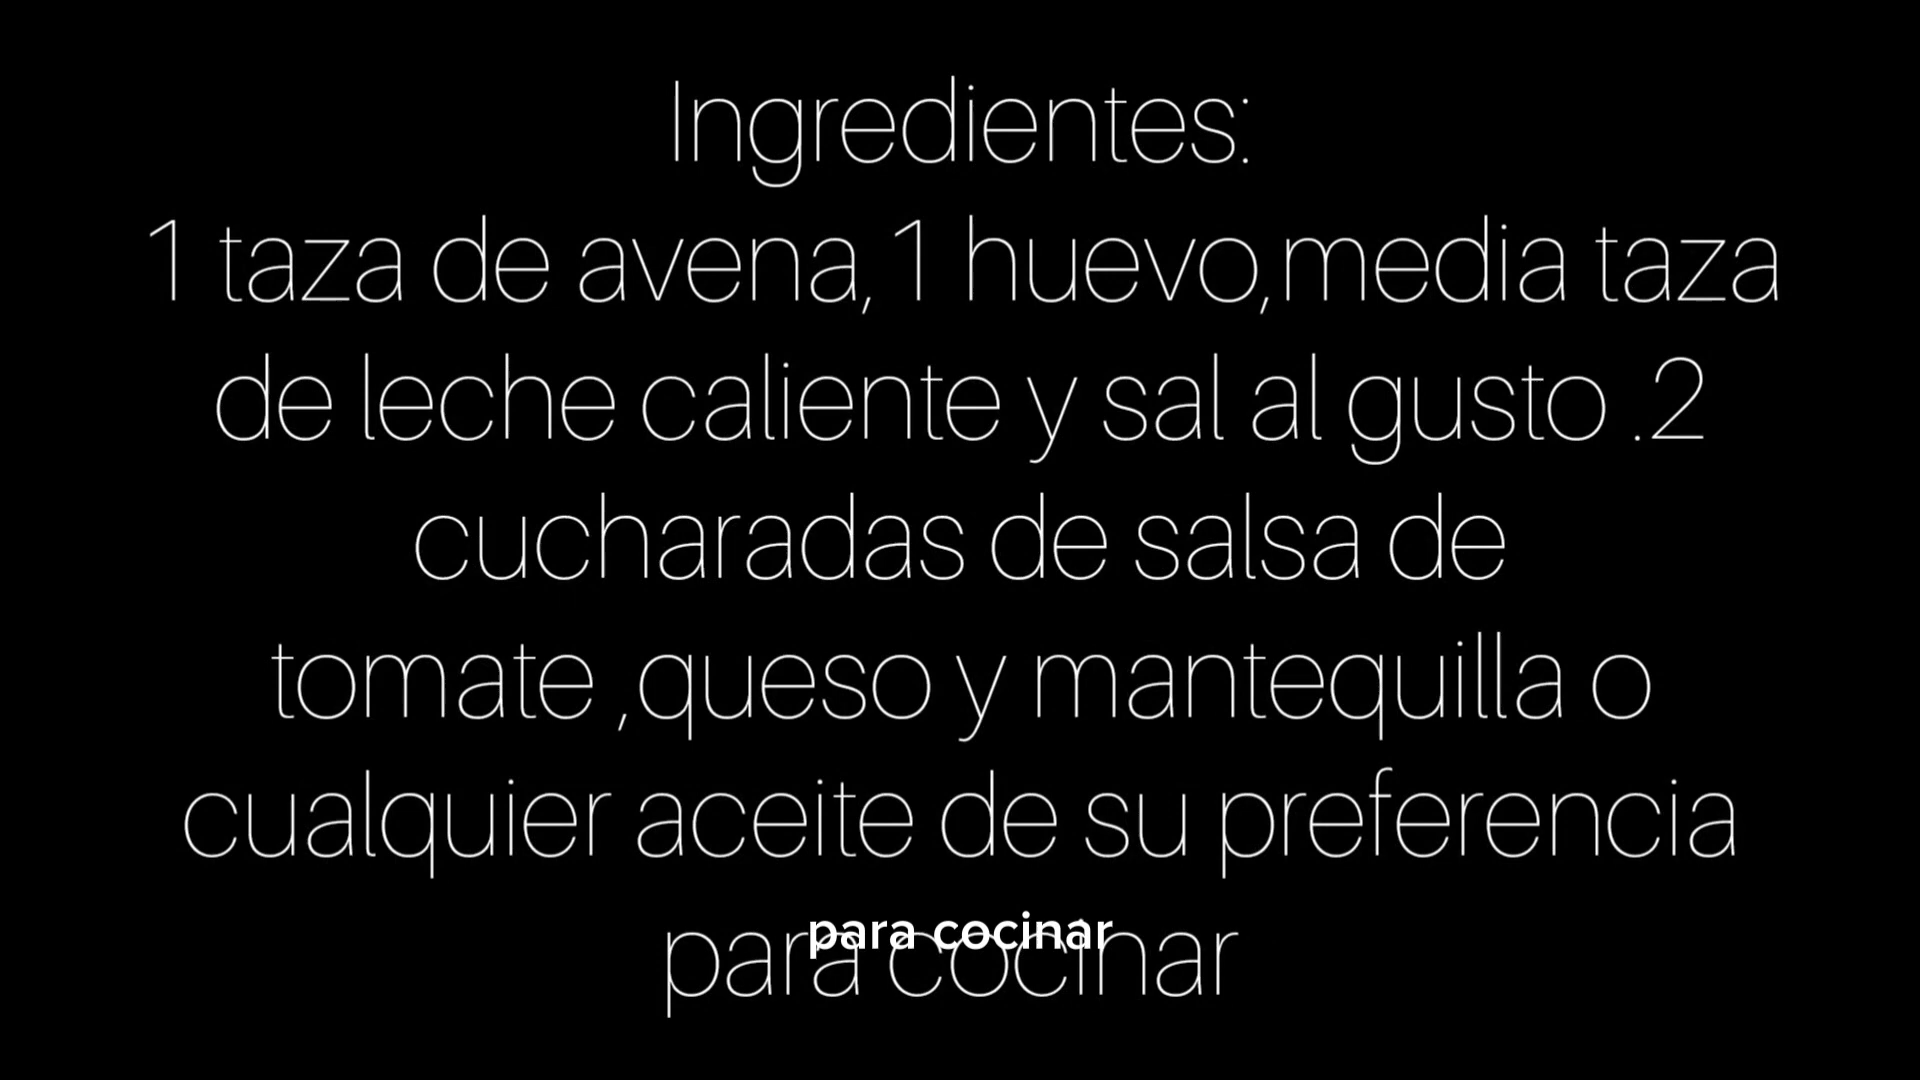 Ingredientes:
1 taza de avena,1 huevo,media taza
de leche caliente y sal al gusto .2
cucharadas de salsa de
tomate ,queso y mantequilla o
cualquier aceite de su preferencia
para cocinar
para cocinar